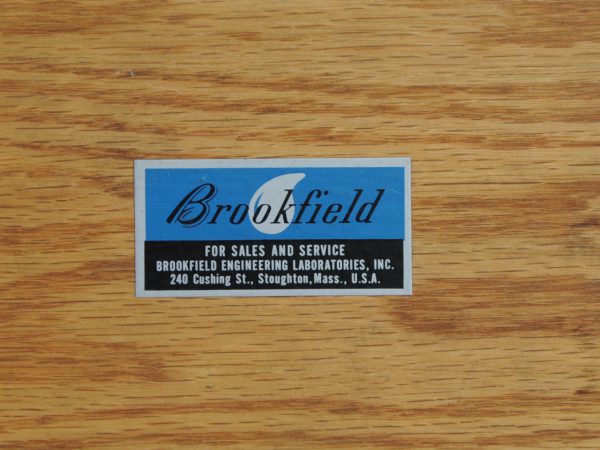 Brookfield
FOR SALES AND SERVICE
BROOKFIELD ENGINEERING LABORATORIES, INC.
240 Cushing St., Stoughton, Mass., U.S.A.